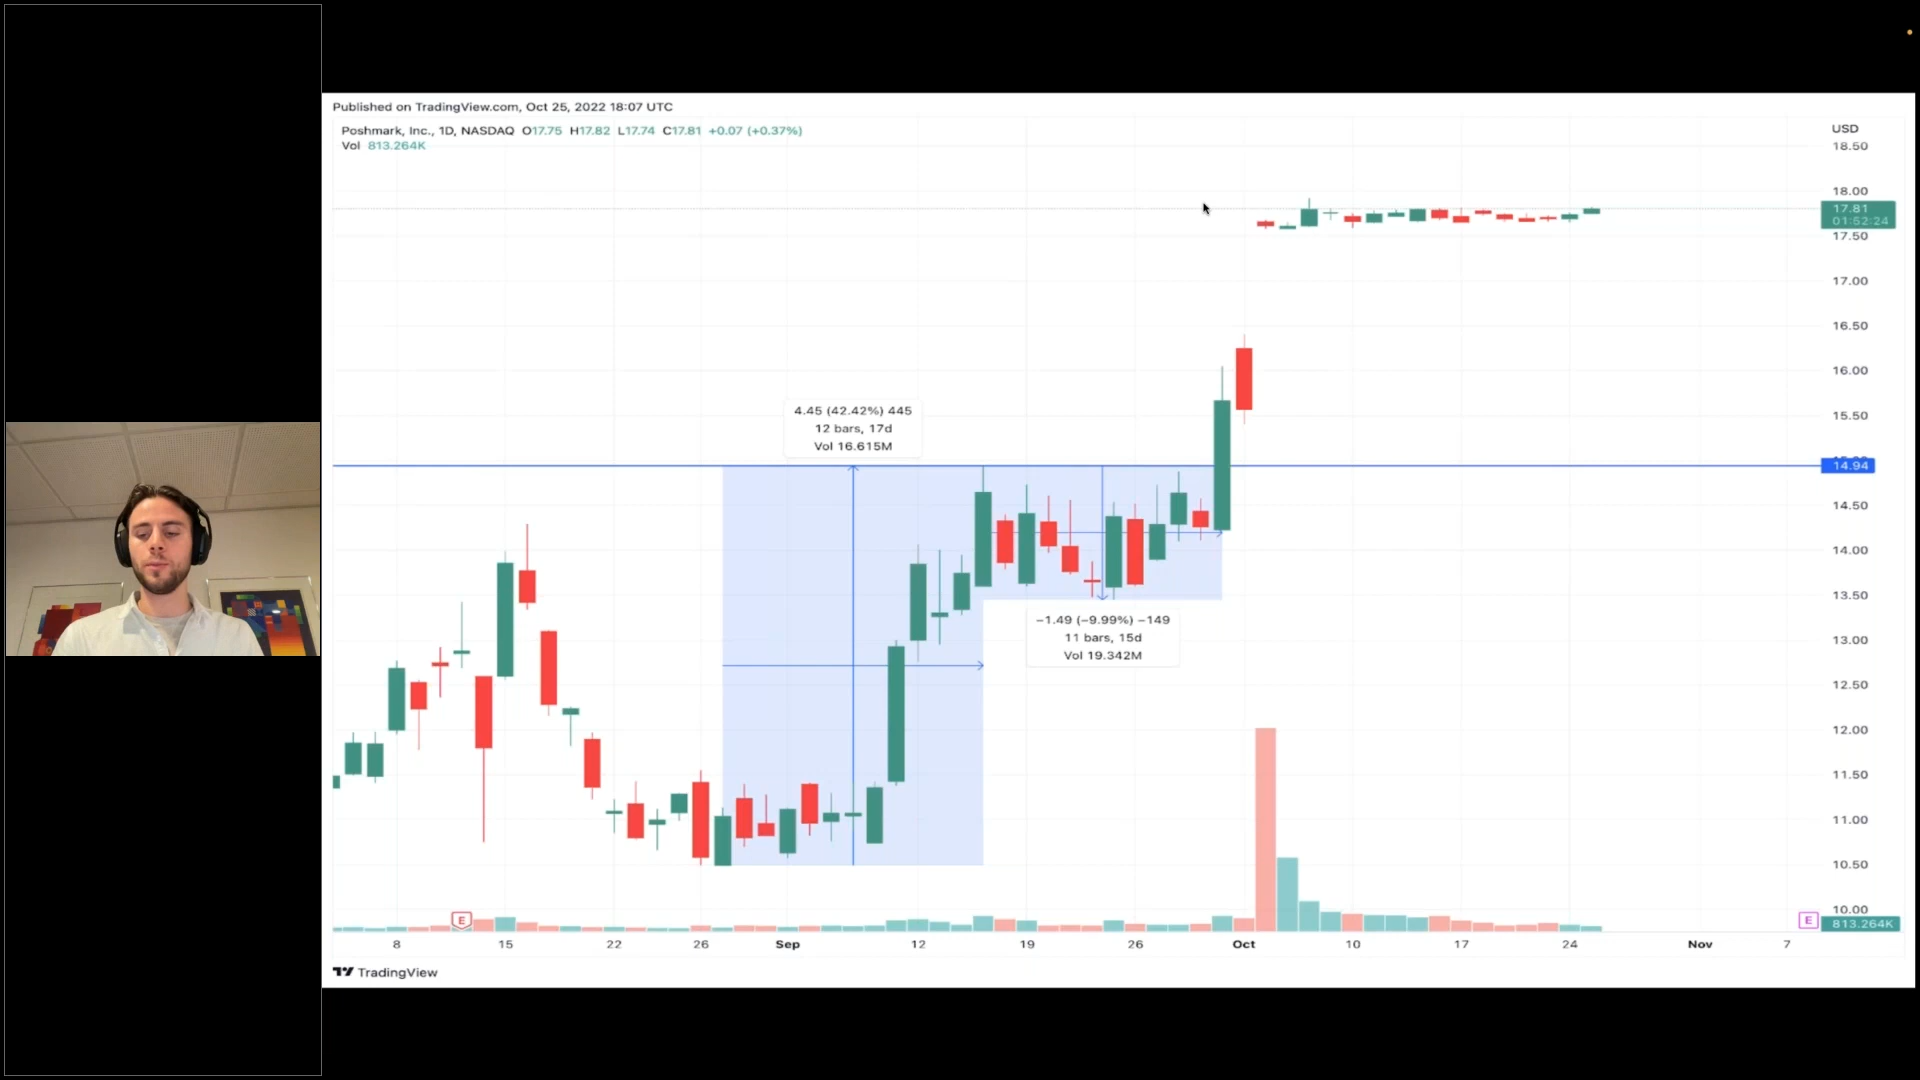 Published on TradingView.com, Oct 25, 2022 18:07 UTC
Poshmark, Inc., 1D, NASDAQ O17.75 H17.82 L17.74 C17.81 +0.07 (+0.37%)
Vol 813.264K
USD
18.50
18.00
17.81
01:52:24
17.50
17.00
16.50
16.00
15.50
14.94
14.50
14.00
13.50
13.00
12.50
12.00
11.50
11.00
10.50
10.00
813.264K
4.45 (42.42%) 445
12 bars, 17d
Vol 16.615M
−1.49 (−9.99%) −149
11 bars, 15d
Vol 19.342M
E
E
8 15 22 26 Sep 12 19 26 Oct 10 17 24 Nov 7
TradingView